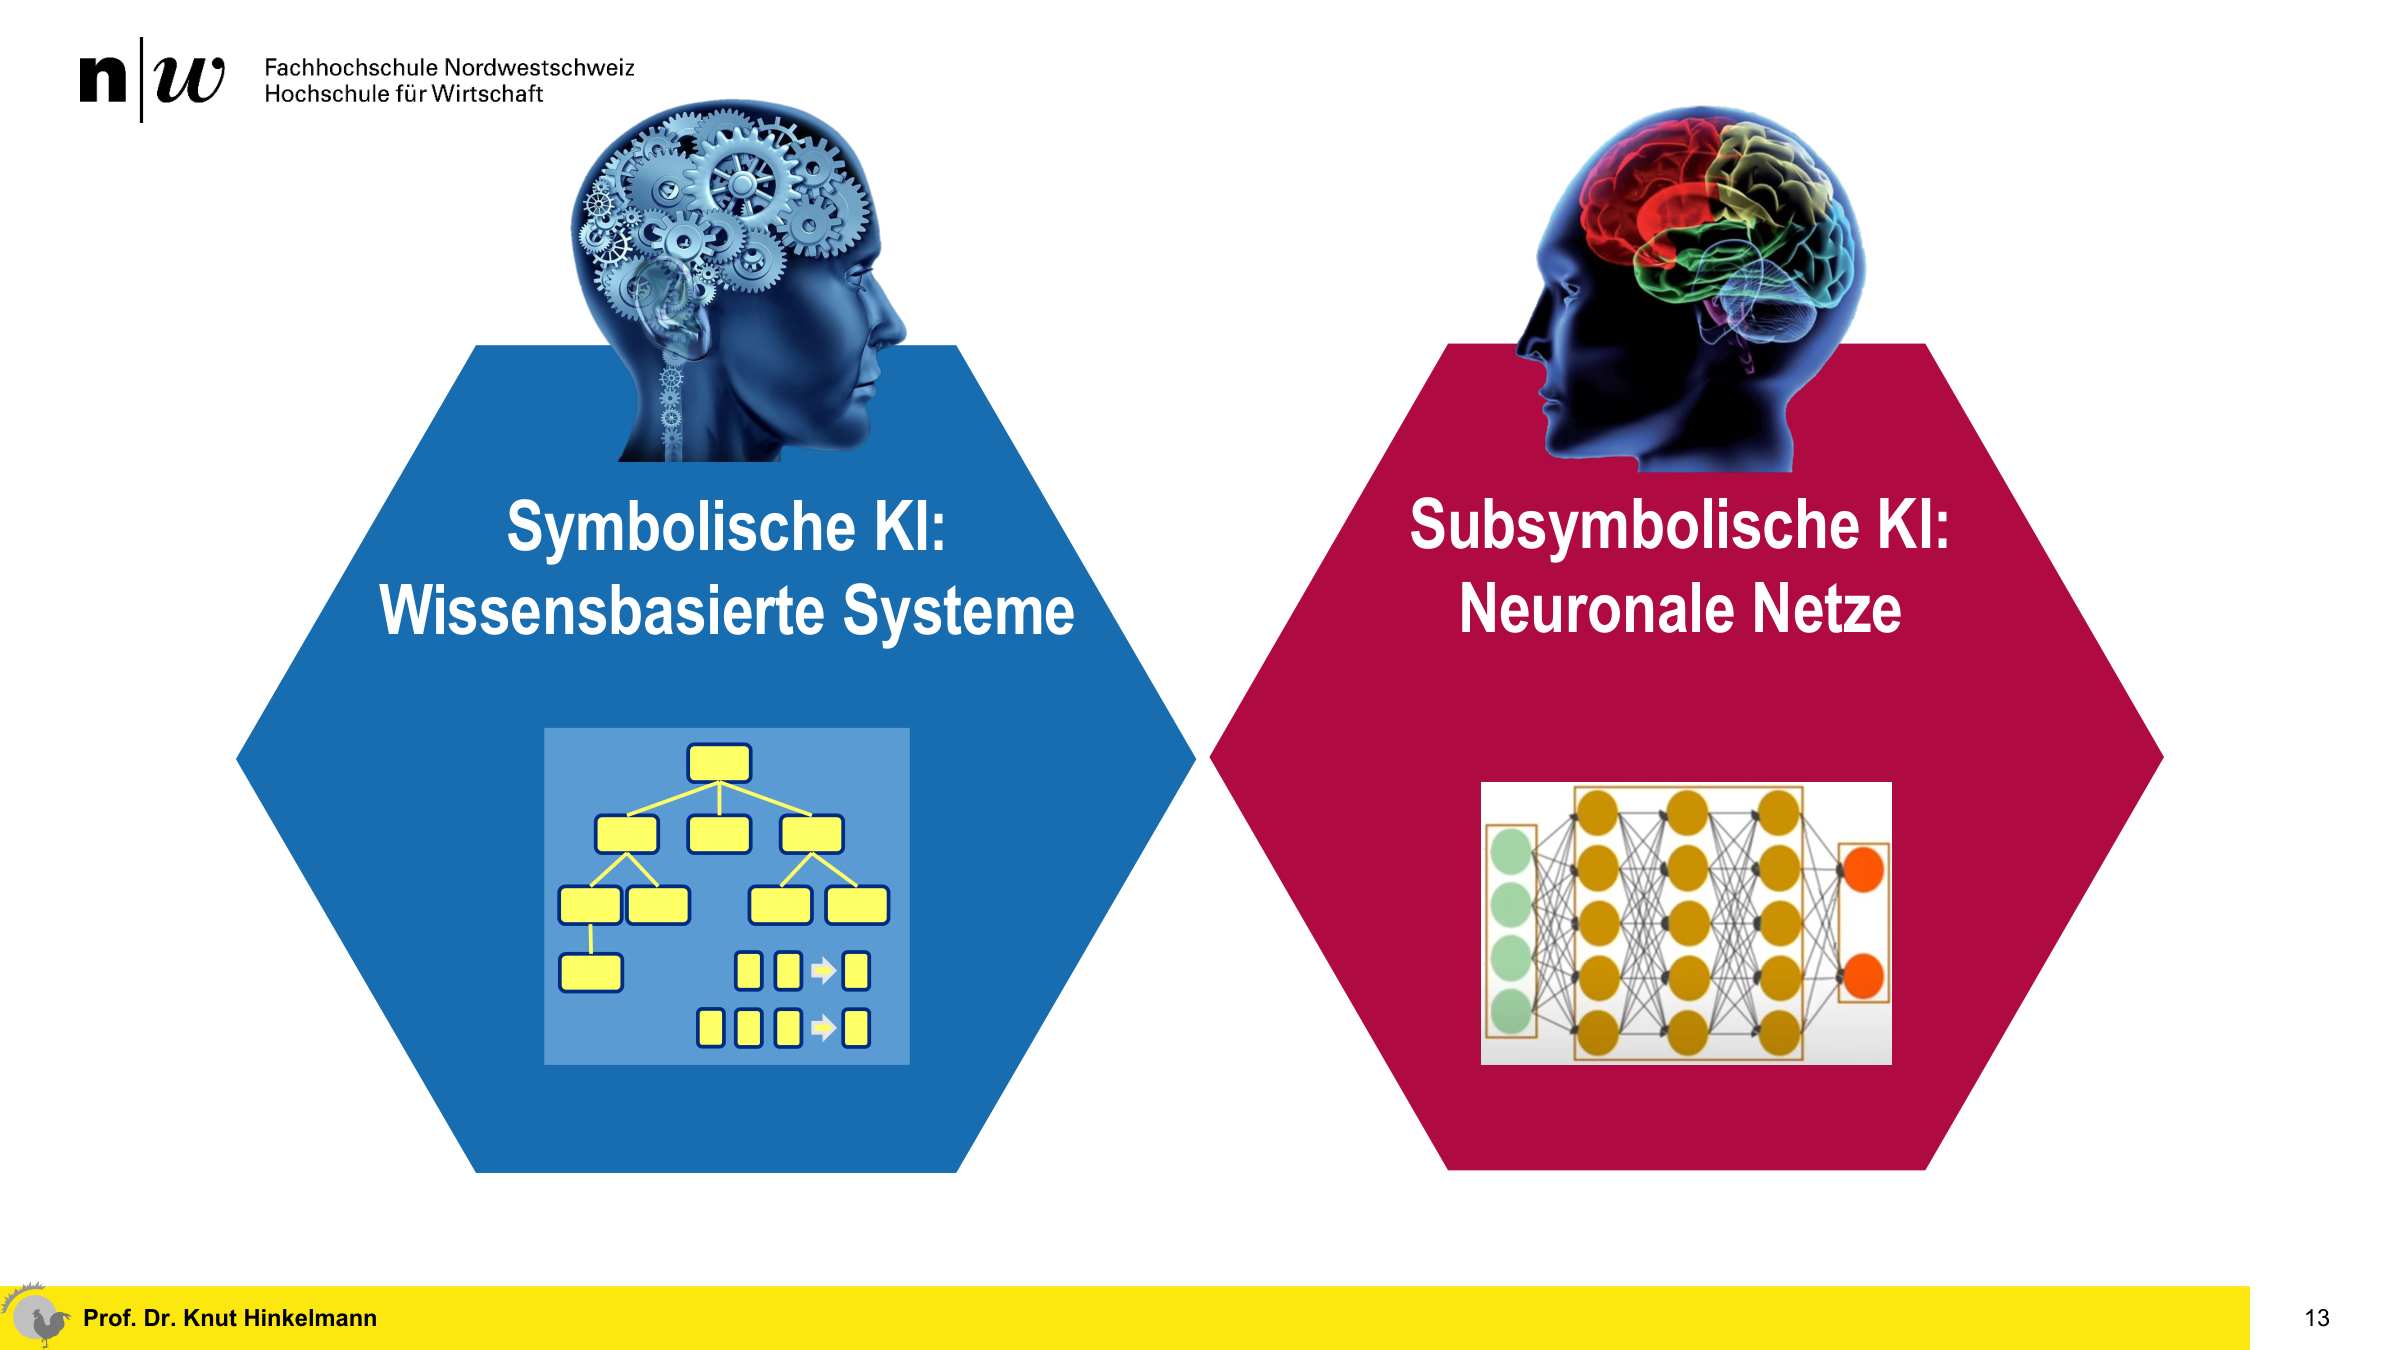 n|w Fachhochschule Nordwestschweiz
Hochschule für Wirtschaft
Symbolische KI:
Wissensbasierte Systeme
Subsymbolische KI:
Neuronale Netze
Prof. Dr. Knut Hinkelmann
13